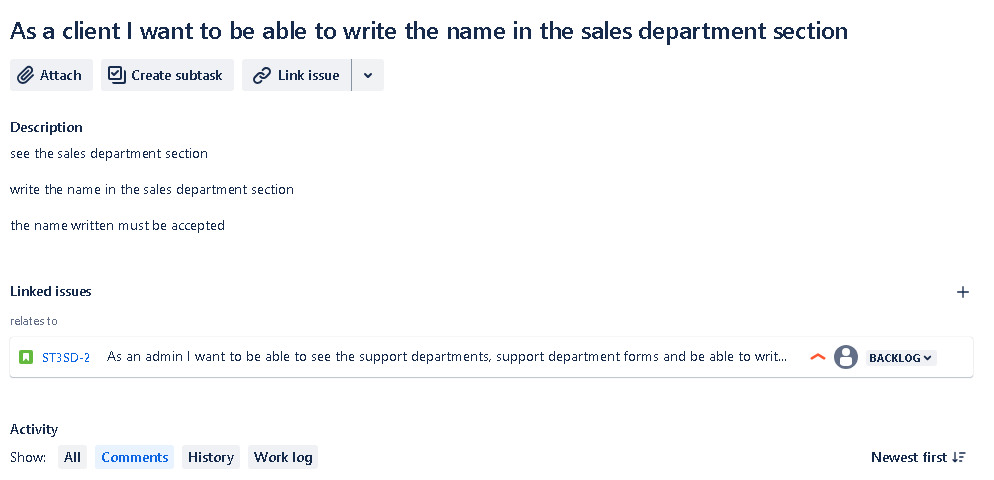 As a client I want to be able to write the name in the sales department section
Attach Create subtask Link issue
Description
see the sales department section
write the name in the sales department section
the name written must be accepted
Linked issues
relates to
ST3SD-2 As an admin I want to be able to see the support departments, support department forms and be able to writ... BACKLOG
Activity
Show: All Comments History Work log Newest first